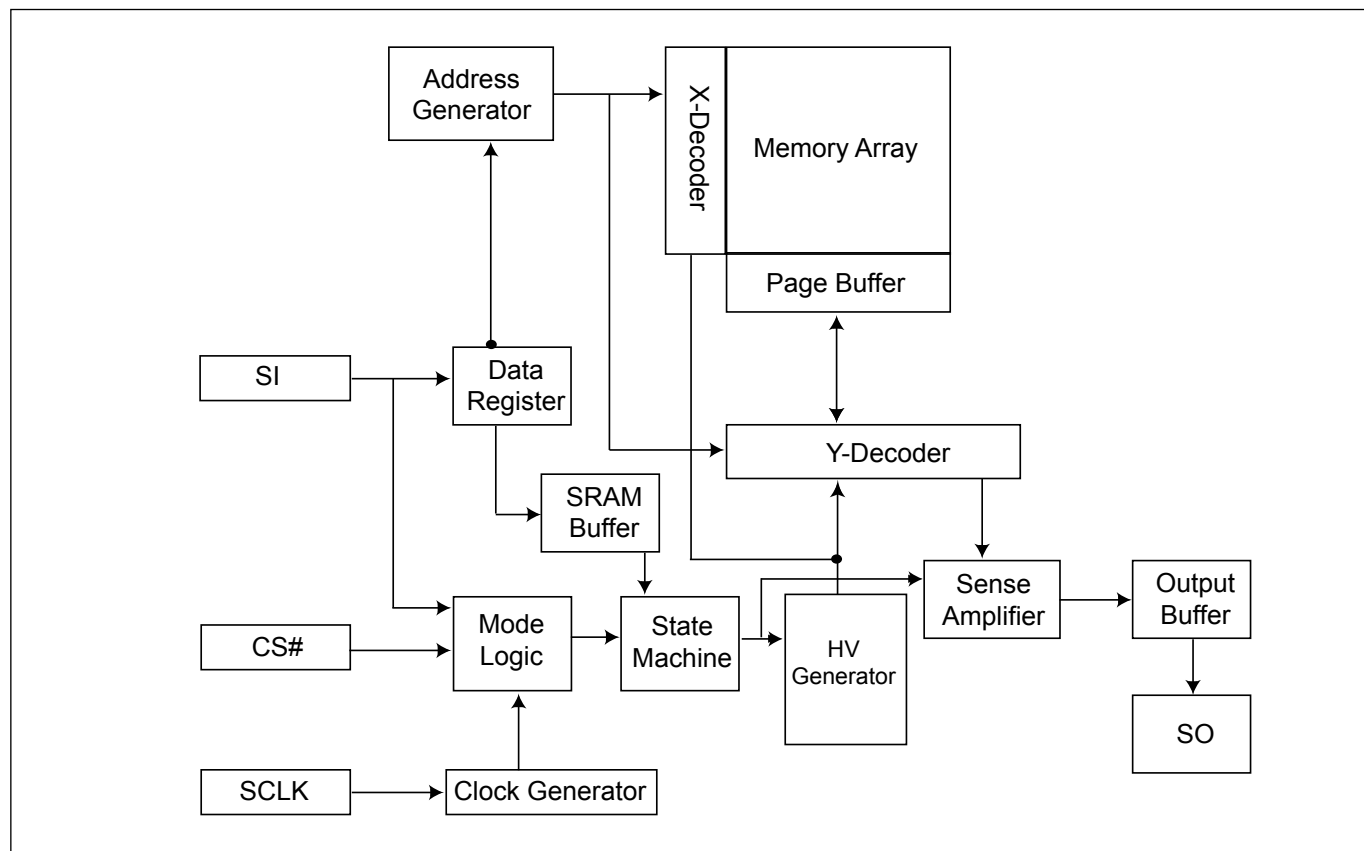 Address
Generator
X-Decoder
Memory Array
Page Buffer
SI
Data
Register
Y-Decoder
SRAM
Buffer
Sense
Amplifier
Output
Buffer
CS#
Mode
Logic
State
Machine
HV
Generator
SO
SCLK
Clock Generator